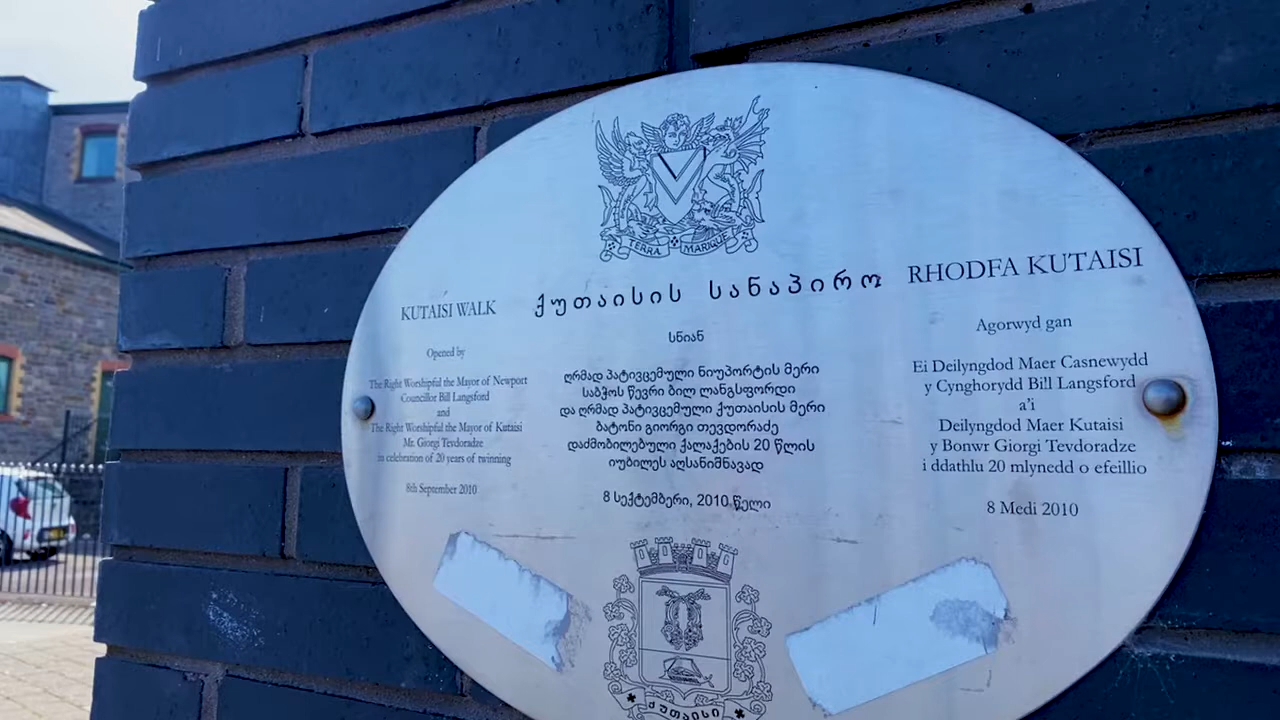 TERRA MARIQUE
KUTAISI WALK
Opened by
The Right Worshipful the Mayor of Newport
Councillor Bill Langsford
and
The Right Worshipful the Mayor of Kutaisi
Mr. Giorgi Tevdoradze
in celebration of 20 years of twinning
8th September 2010
ქუთაისის სანაპირო
სნიან
ღრმად პატივცემული ნიუპორტის მერი
საბჭოს წევრი ბილ ლანგსფორდი
და ღრმად პატივცემული ქუთაისის მერი
ბატონი გიორგი თევდორაძე
დაძმობილებული ქალაქების 20 წლის
იუბილეს აღსანიშნავად
8 სექტემბერი, 2010 წელი
RHODFA KUTAISI
Agorwyd gan
Ei Deilyngdod Maer Casnewydd
y Cynghorydd Bill Langsford
a'i
Deilyngdod Maer Kutaisi
y Bonwr Giorgi Tevdoradze
i ddathlu 20 mlynedd o efeillio
8 Medi 2010
ქუთაისი